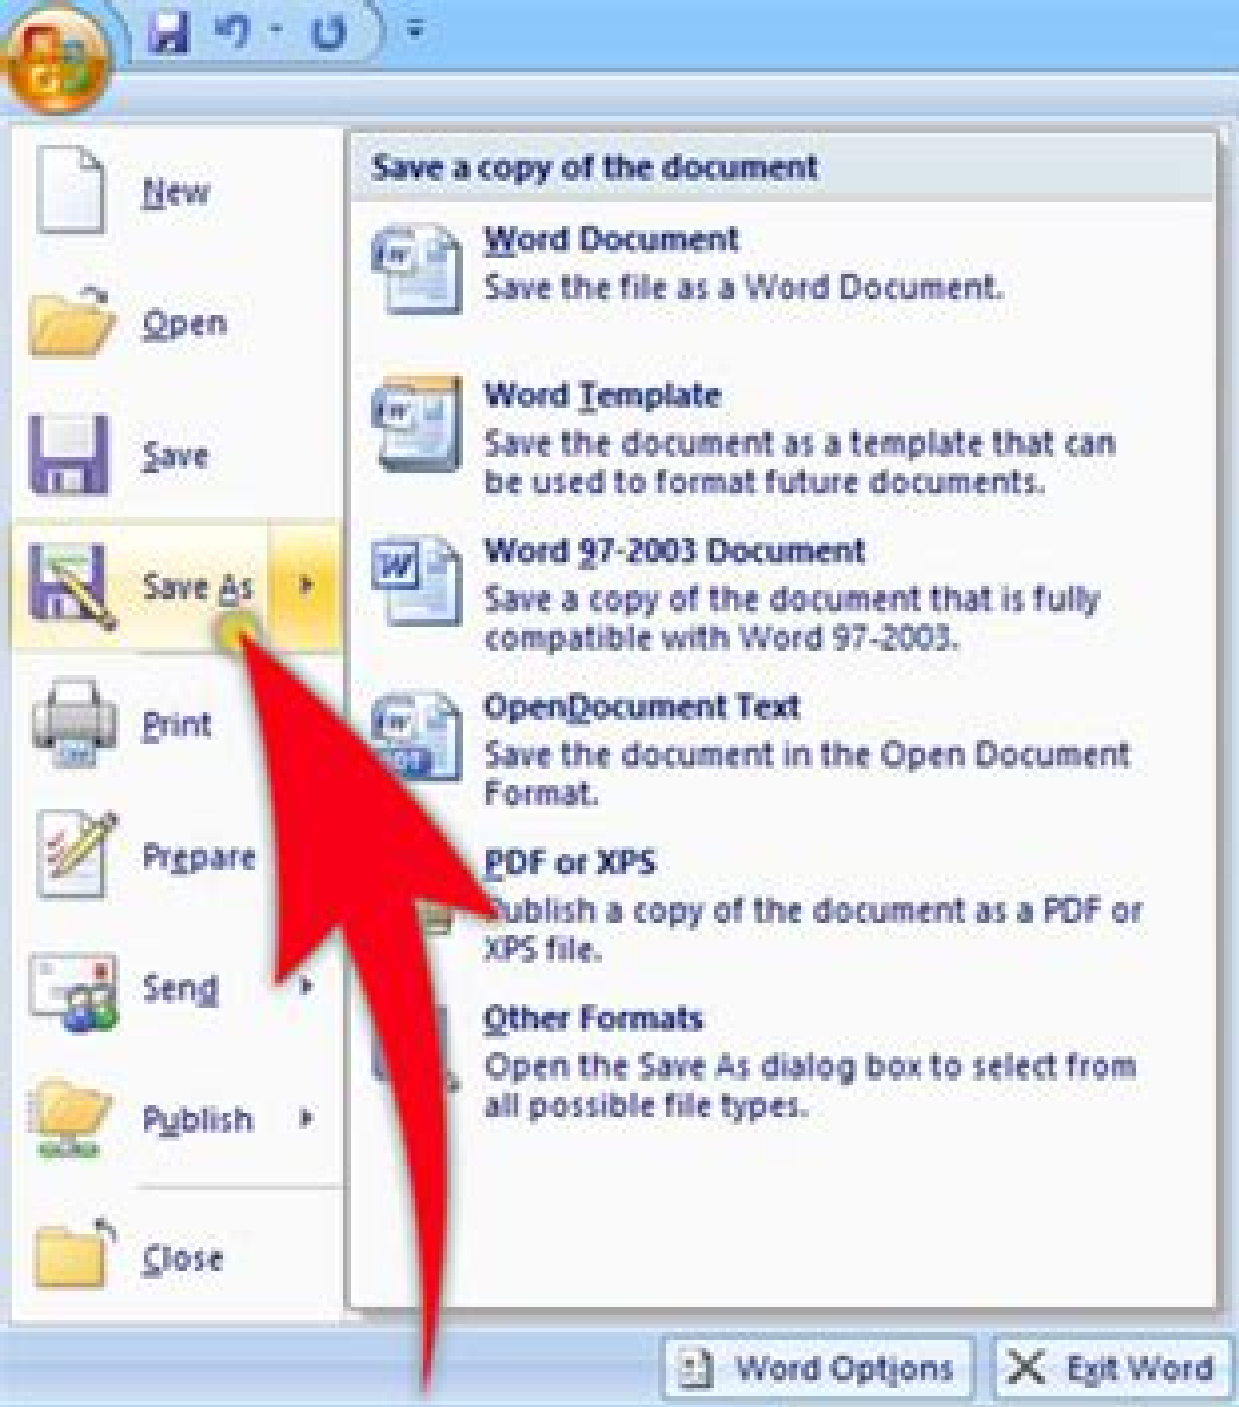 New
Open
Save
Save As
Print
Prepare
Send
Publish
Close
Save a copy of the document
Word Document
Save the file as a Word Document.
Word Template
Save the document as a template that can
be used to format future documents.
Word 97-2003 Document
Save a copy of the document that is fully
compatible with Word 97-2003.
OpenDocument Text
Save the document in the Open Document
Format.
PDF or XPS
Publish a copy of the document as a PDF or
XPS file.
Other Formats
Open the Save As dialog box to select from
all possible file types.
Word Options
Exit Word